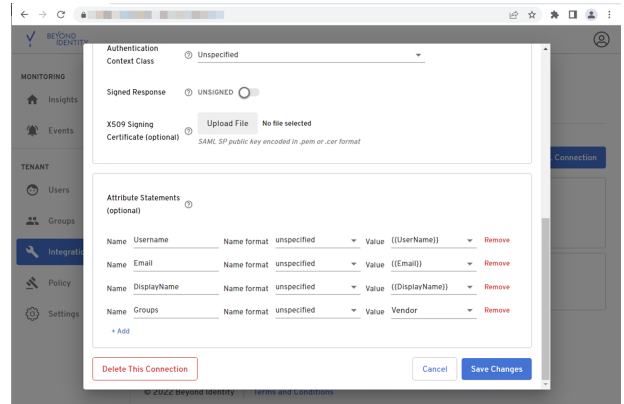 BEYOND
IDENTITY
MONITORING
Insights
Events
TENANT
Users
Groups
Integratio
Policy
Settings
Connection
Authentication
Context Class
Unspecified
Signed Response
UNSIGNED
X509 Signing
Certificate (optional)
Upload File
No file selected
SAML SP public key encoded in .pem or .cer format
Attribute Statements
(optional)
Name Username Name format unspecified Value {{UserName}} Remove
Name Email Name format unspecified Value {{Email}} Remove
Name DisplayName Name format unspecified Value {{DisplayName}} Remove
Name Groups Name format unspecified Value Vendor Remove
+ Add
Delete This Connection
Cancel
Save Changes
© 2022 Beyond Identity
Terms and Conditions